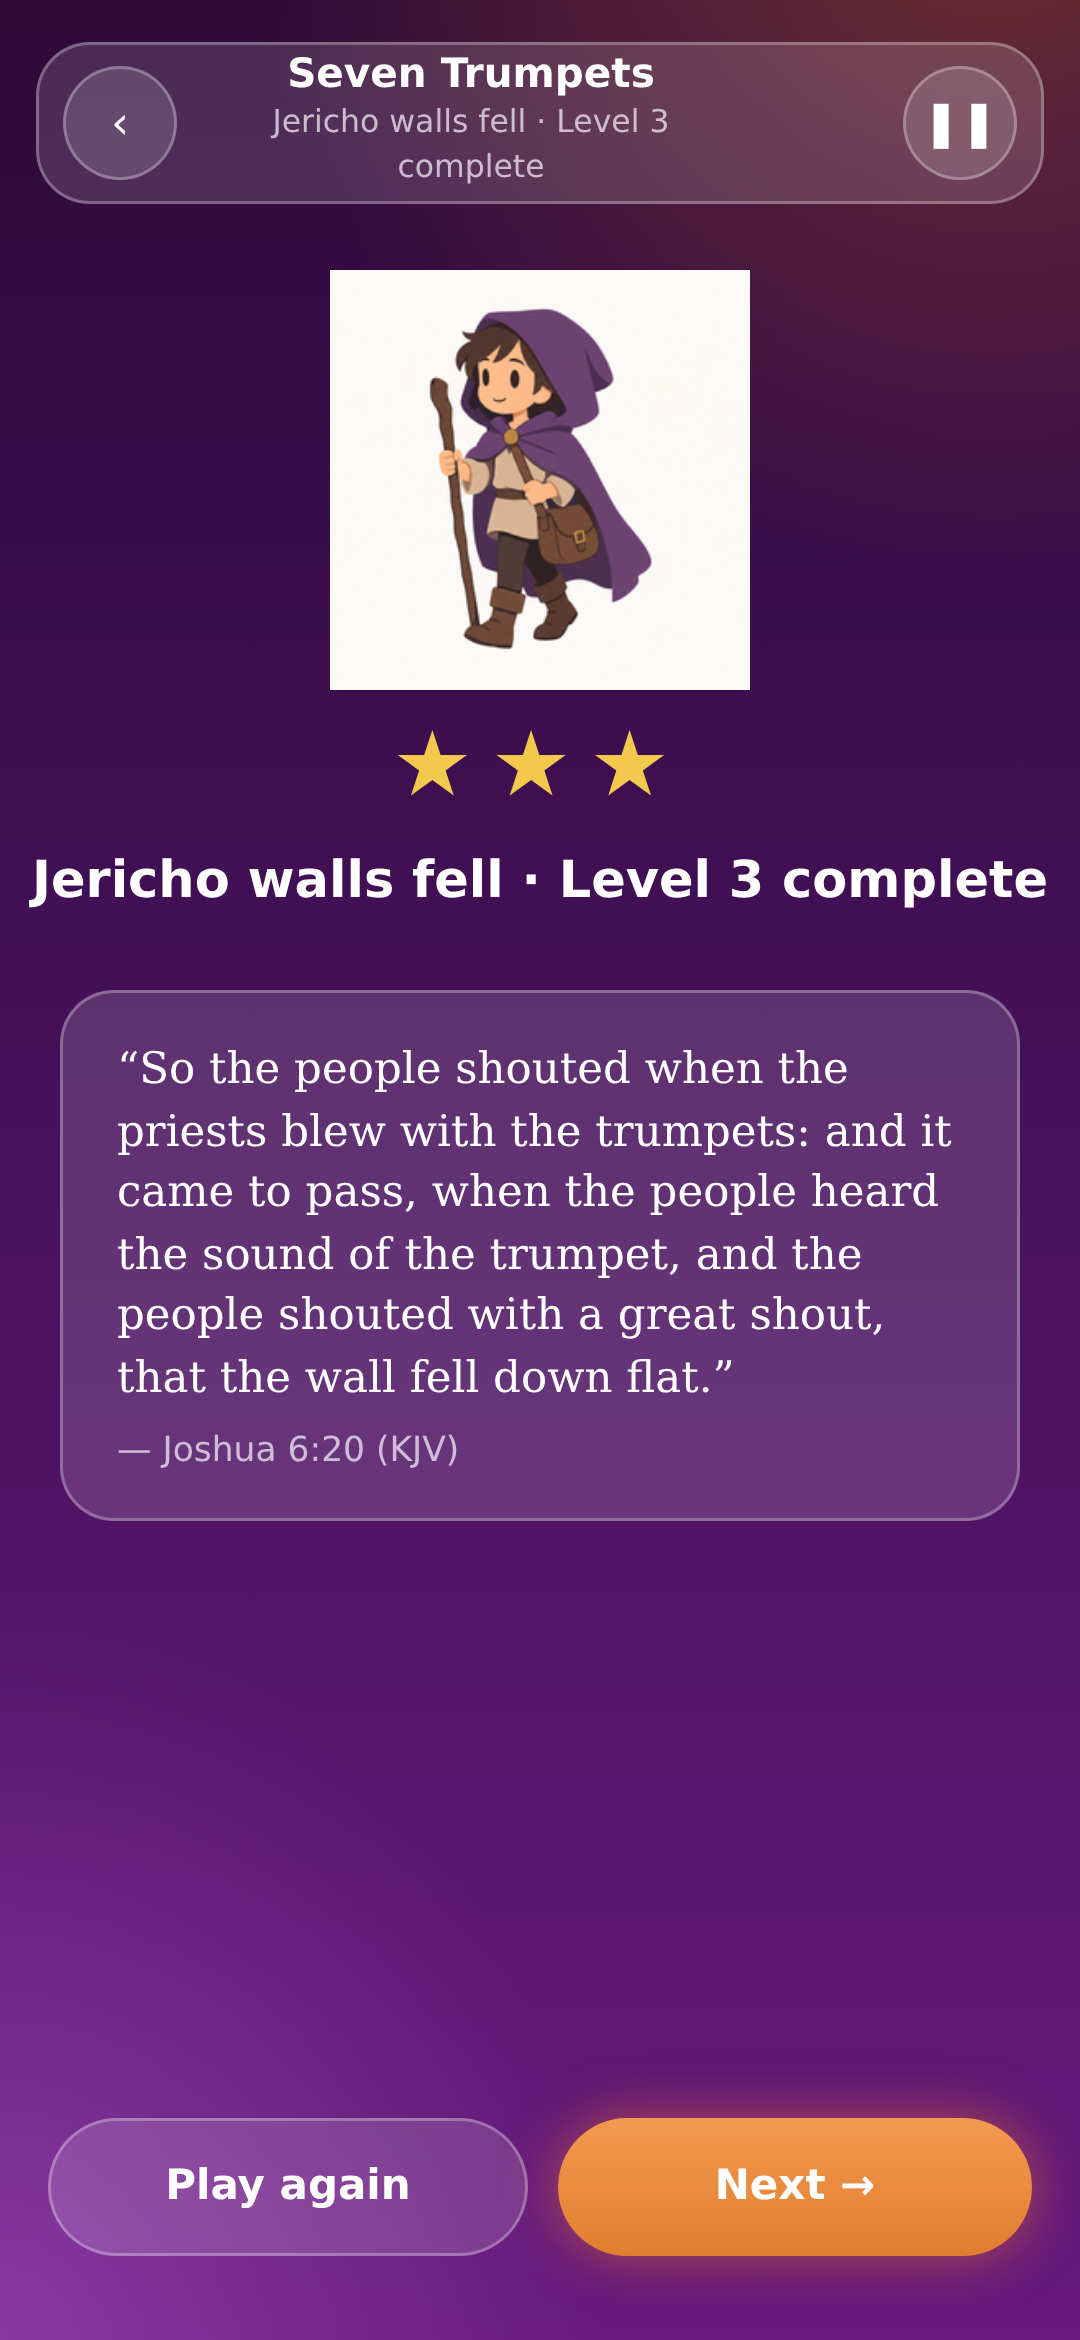 Seven Trumpets
Jericho walls fell · Level 3
complete
Jericho walls fell · Level 3 complete
“So the people shouted when the
priests blew with the trumpets: and it
came to pass, when the people heard
the sound of the trumpet, and the
people shouted with a great shout,
that the wall fell down flat.”
— Joshua 6:20 (KJV)
Play again
Next →